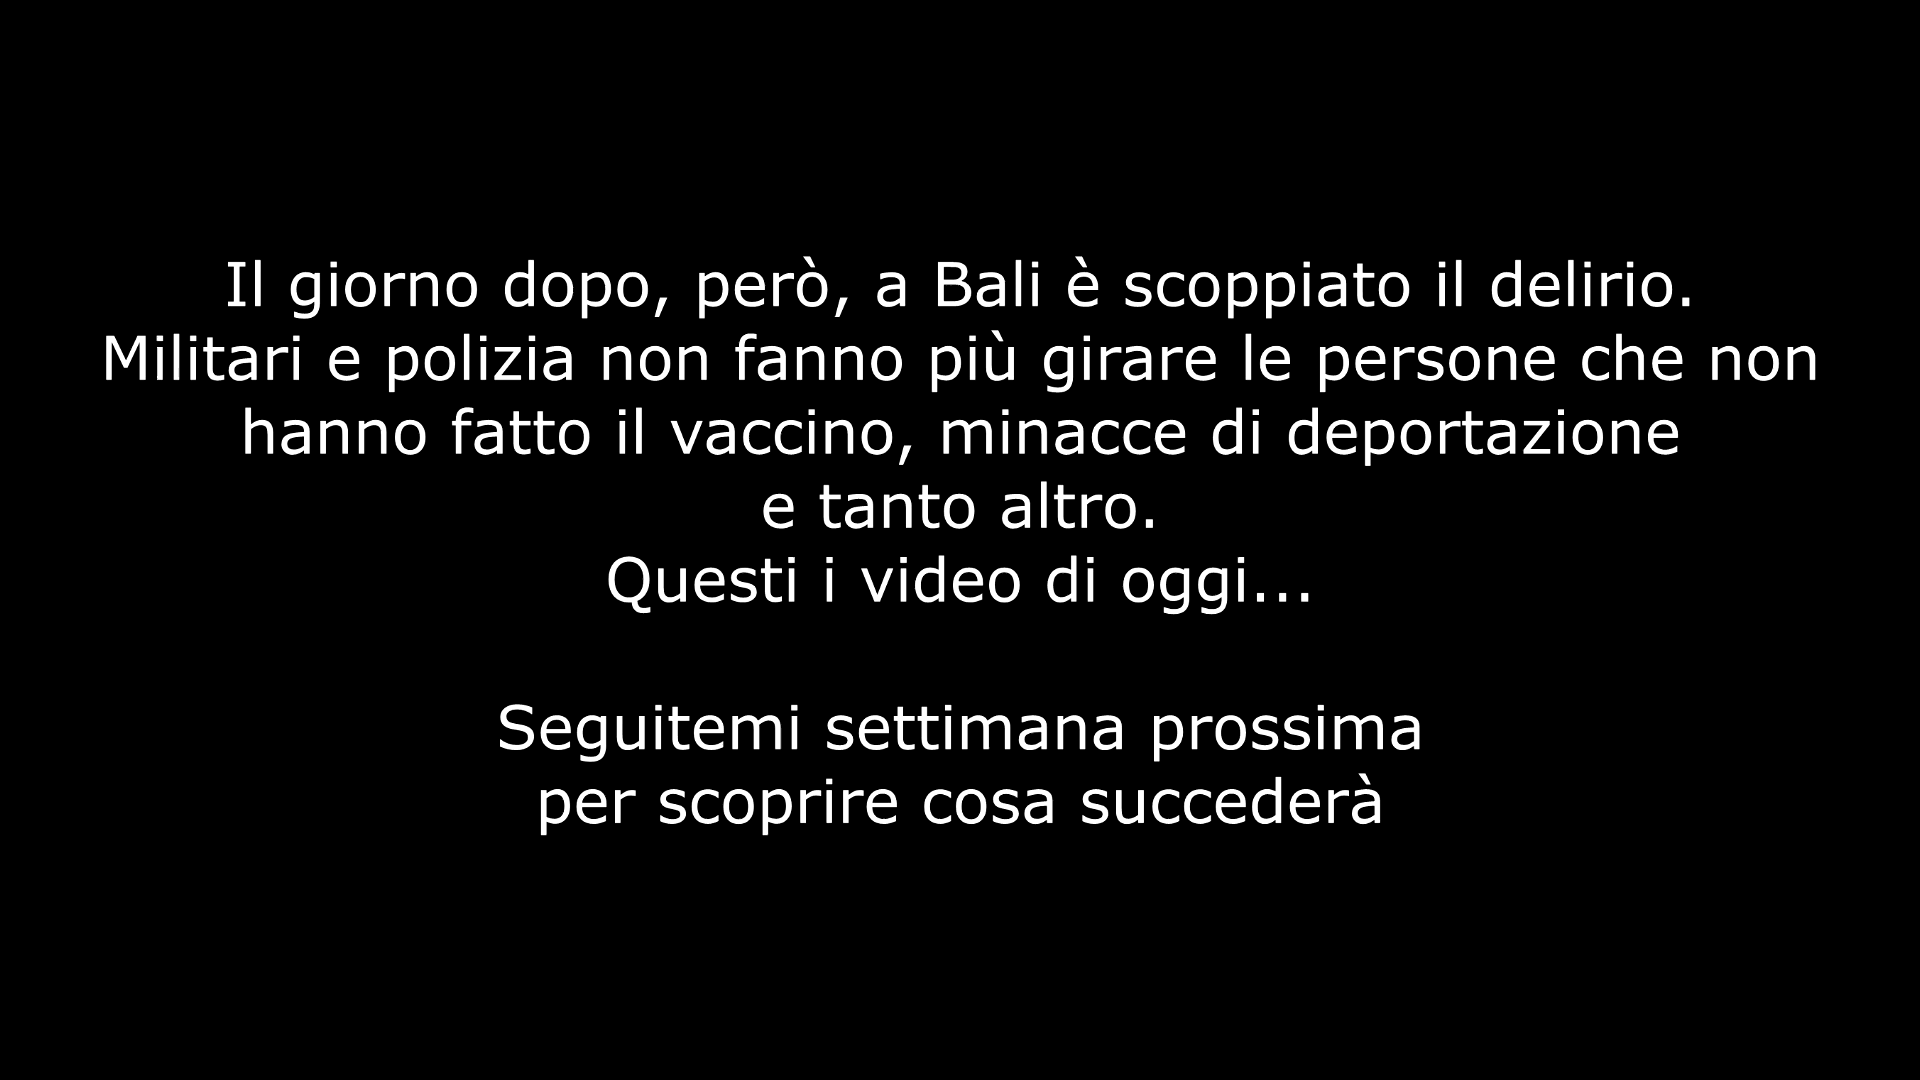 Il giorno dopo, però, a Bali è scoppiato il delirio.
Militari e polizia non fanno più girare le persone che non
hanno fatto il vaccino, minacce di deportazione
e tanto altro.
Questi i video di oggi...
Seguitemi settimana prossima
per scoprire cosa succederà